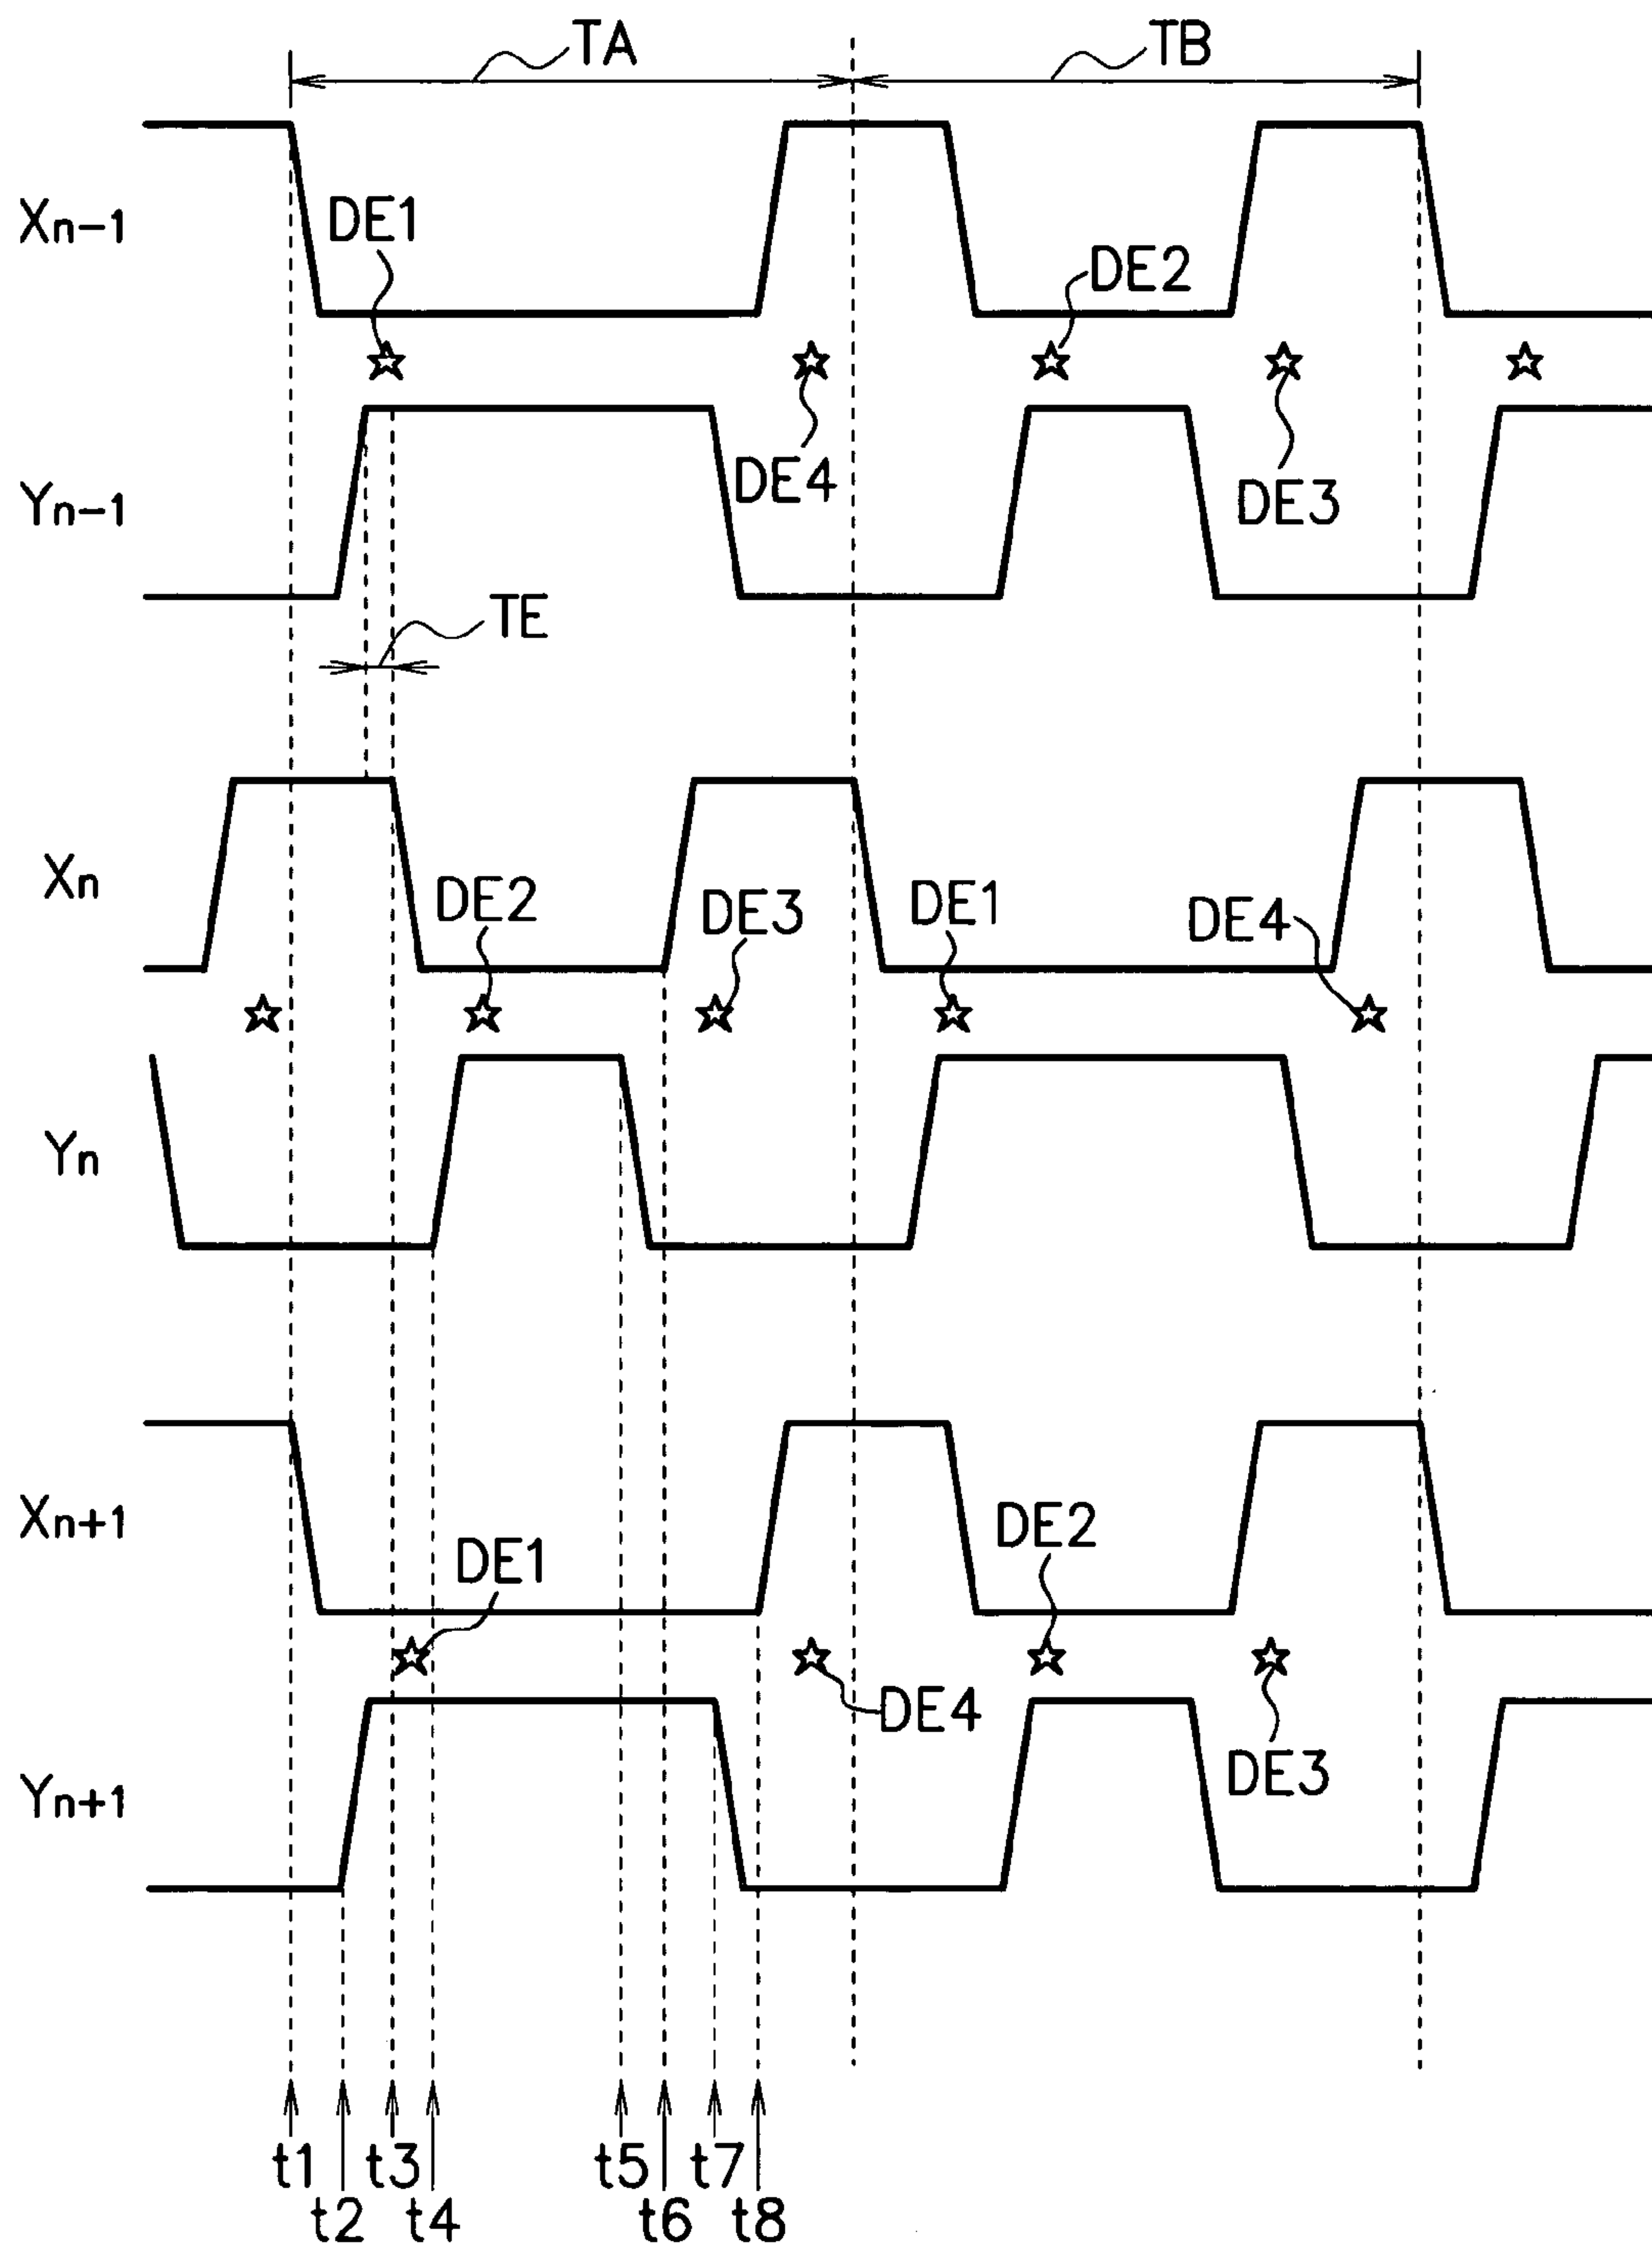 TA TB
Xn-1
DE1
DE2
DE4
DE3
Yn-1
TE
Xn
DE2 DE3 DE1 DE4
Yn
Xn+1
DE1
DE2
DE4
DE3
Yn+1
t1 t3 t5 t7
t2 t4 t6 t8